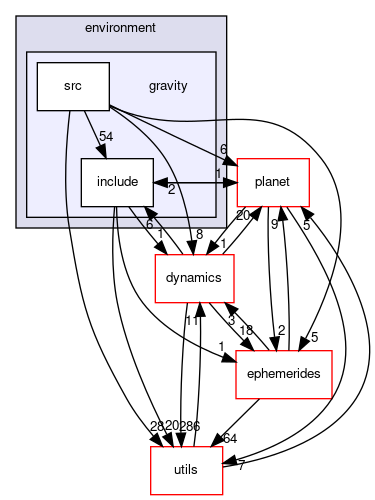 environment
src
gravity
54
6
include
1
2
planet
20
9
5
6
1
8
1
dynamics
11
3
18
2
5
1
ephemerides
28
20
286
64
7
utils